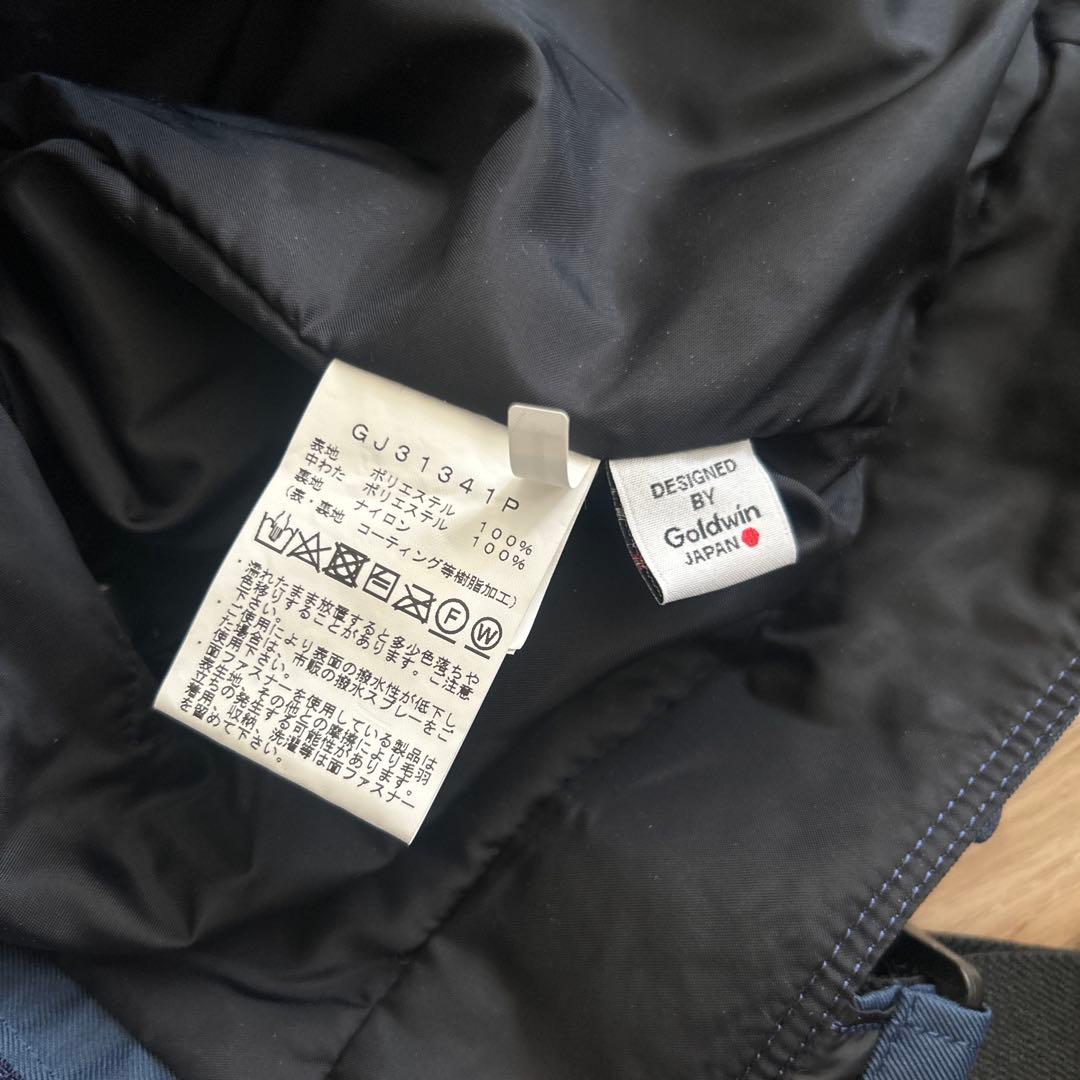 GJ31341P
表地 ポリエステル 100%
中わた ポリエステル 100%
裏地 ナイロン
(表・裏地 コーティング等樹脂加工)
F W
濡れたまま放置すると多少色落ちや
色移りすることがあります。ご注意
下さい。
ご使用により表面の撥水性が低下し
た場合は、市販の撥水スプレーをご
使用下さい。
面ファスナーを使用している製品は
表生地、その他との摩擦により毛羽
立ちの発生する可能性があります。
着用、収納、洗濯等は面ファスナー
を留めて下さい。
DESIGNED
BY
Goldwin
JAPAN